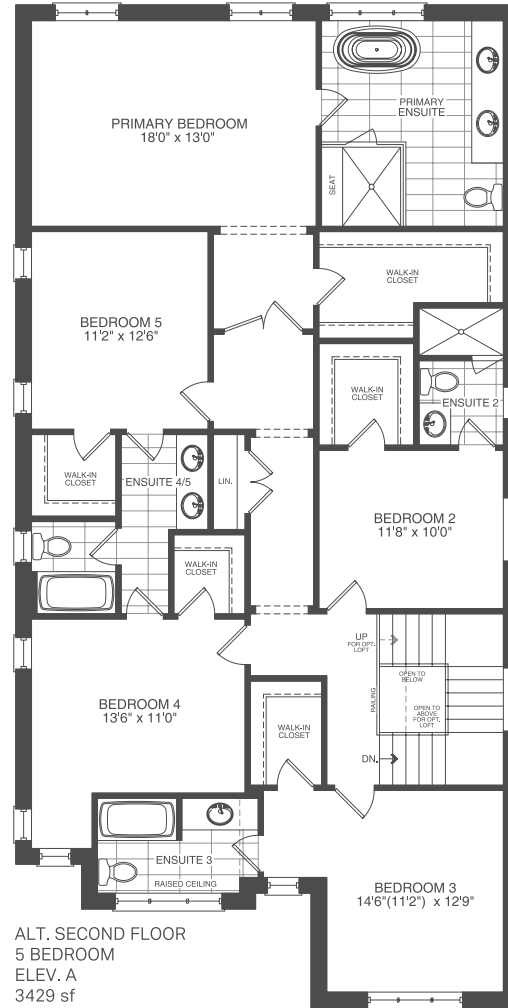 PRIMARY BEDROOM
18'0" x 13'0"
PRIMARY
ENSUITE
SEAT
WALK-IN
CLOSET
BEDROOM 5
11'2" x 12'6"
WALK-IN
CLOSET
ENSUITE 2
WALK-IN
CLOSET
ENSUITE 4/5
LIN.
BEDROOM 2
11'8" x 10'0"
WALK-IN
CLOSET
UP
FOR OPT.
LOFT
OPEN TO
BELOW
RAILING
OPEN TO
ABOVE
FOR OPT.
LOFT
BEDROOM 4
13'6" x 11'0"
WALK-IN
CLOSET
DN.
ENSUITE 3
RAISED CEILING
BEDROOM 3
14'6"(11'2") x 12'9"
ALT. SECOND FLOOR
5 BEDROOM
ELEV. A
3429 sf